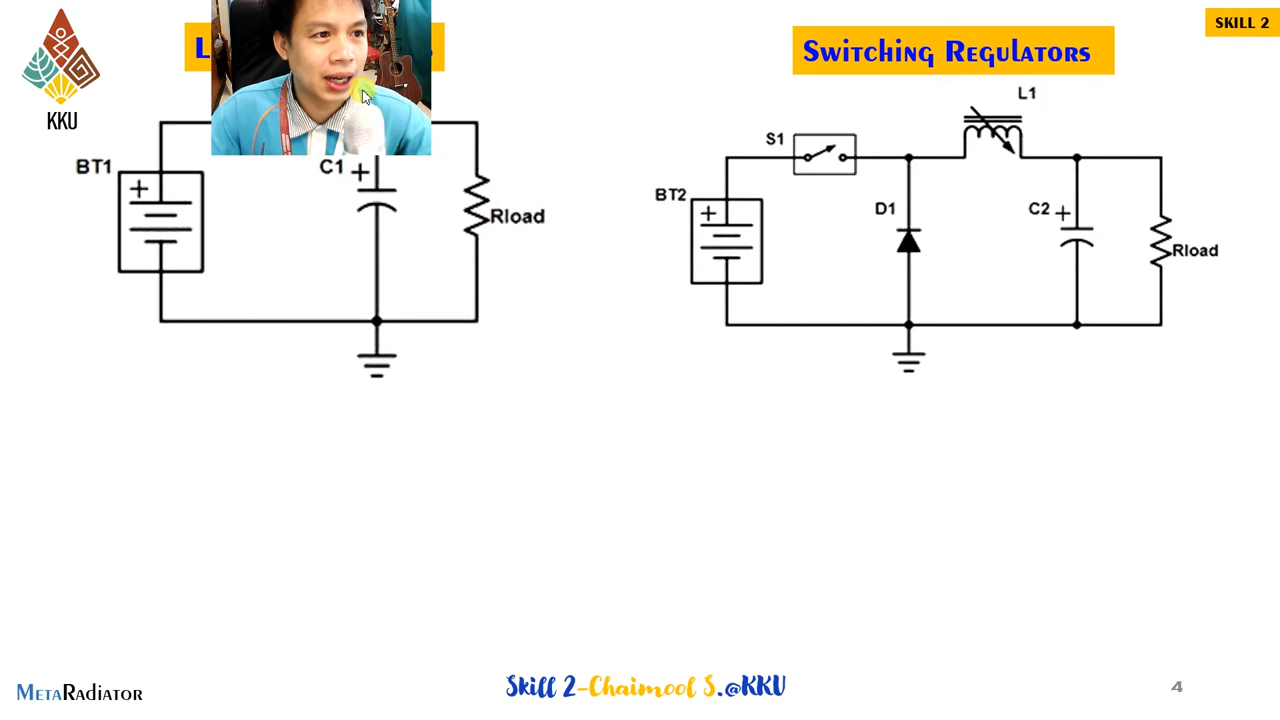 SKILL 2
KKU
L
Switching Regulators
BT1
C1
Rload
L1
S1
BT2
D1
C2
Rload
MetaRadiator
Skill 2-Chaimool S.@KKU
4